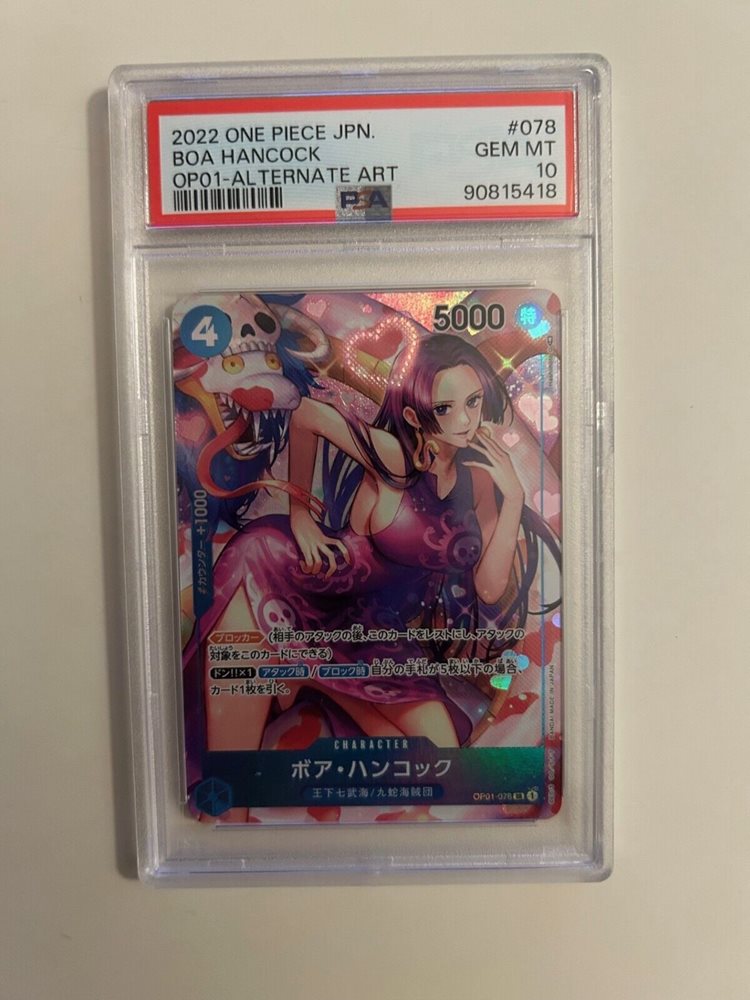 2022 ONE PIECE JPN.
#078
BOA HANCOCK
GEM MT
OP01-ALTERNATE ART
10
PSA
90815418
4
5000
特
カウンター +1000
ブロッカー (相手のアタックの後、このカードをレストにし、アタックの
対象をこのカードにできる)
ドン!!×1 アタック時 / ブロック時 自分の手札が5枚以下の場合、
カード1枚を引く。
BANDAI MADE IN JAPAN
CHARACTER
ボア・ハンコック
王下七武海/九蛇海賊団
OP01-078 SR 1